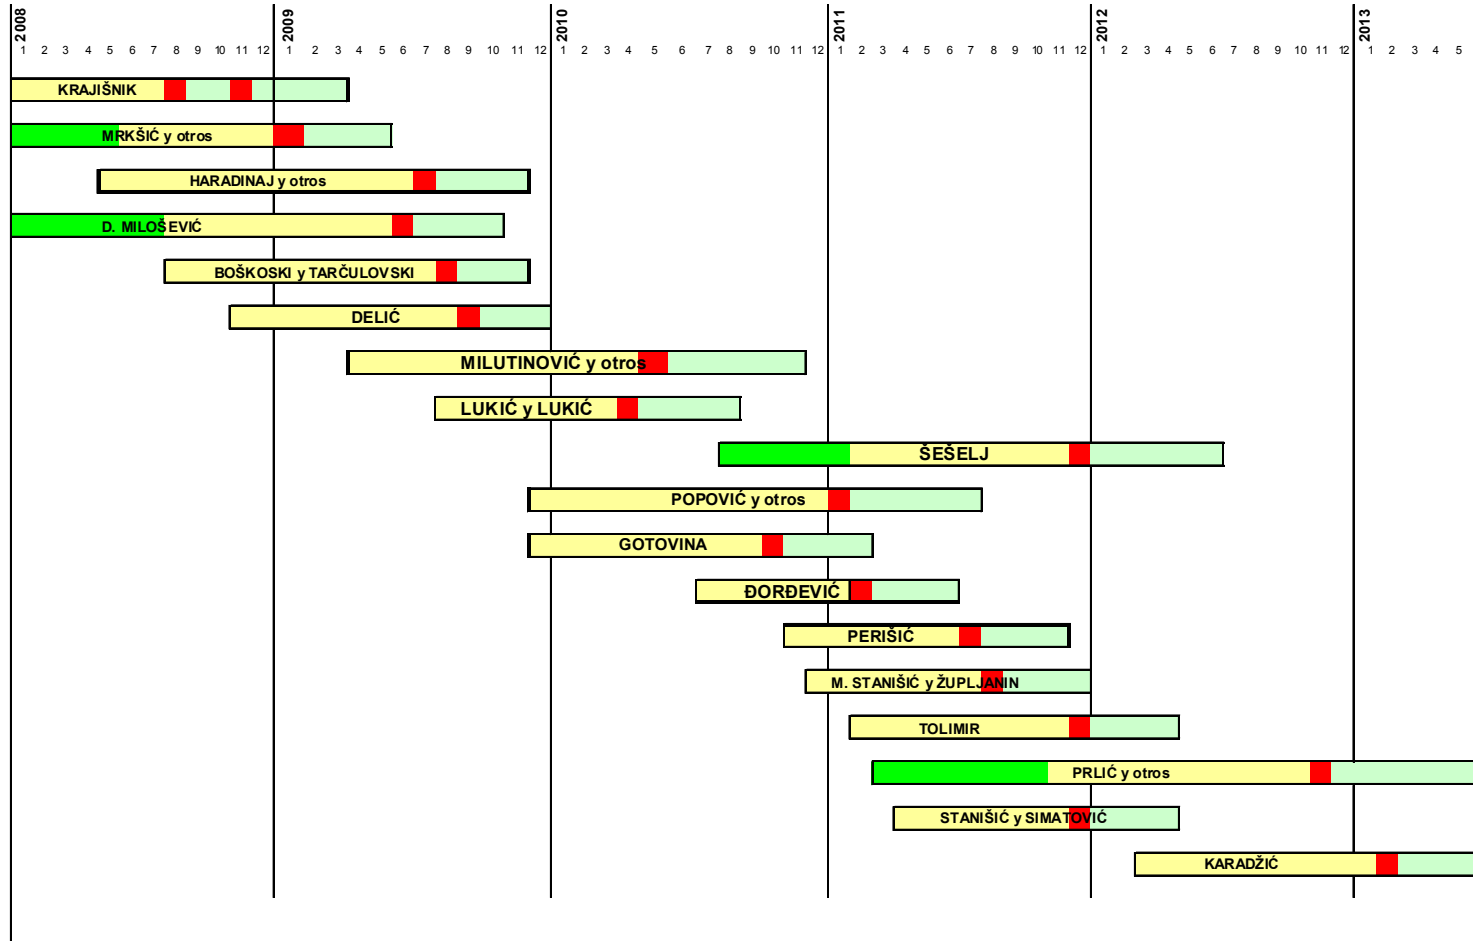 2008 2009 2010 2011 2012 2013
1 2 3 4 5 6 7 8 9 10 11 12 1 2 3 4 5 6 7 8 9 10 11 12 1 2 3 4 5 6 7 8 9 10 11 12 1 2 3 4 5 6 7 8 9 10 11 12 1 2 3 4 5 6 7 8 9 10 11 12 1 2 3 4 5
KRAJIŠNIK
MRKŠIĆ y otros
HARADINAJ y otros
D. MILOŠEVIĆ
BOŠKOSKI y TARČULOVSKI
DELIĆ
MILUTINOVIĆ y otros
LUKIĆ y LUKIĆ
ŠEŠELJ
POPOVIĆ y otros
GOTOVINA
ĐORĐEVIĆ
PERIŠIĆ
M. STANIŠIĆ y ŽUPLJANIN
TOLIMIR
PRLIĆ y otros
STANIŠIĆ y SIMATOVIĆ
KARADŽIĆ